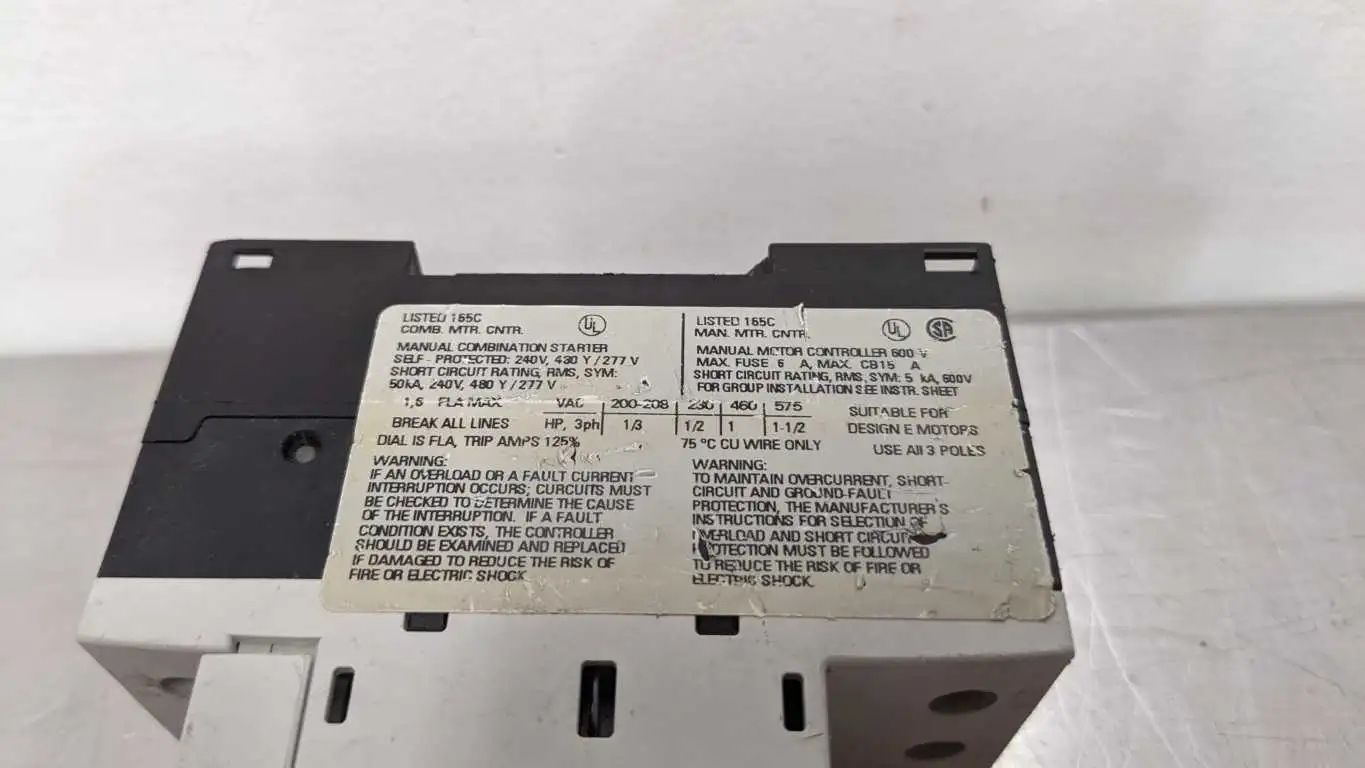 LISTED 165C
COMB. MTR. CNTR.
UL
MANUAL COMBINATION STARTER
SELF-PROTECTED: 240V, 480 Y/277 V
SHORT CIRCUIT RATING, RMS, SYM:
50kA, 240V, 480 Y/277 V
LISTED 165C
MAN. MTR. CNTR.
UL
SA
MANUAL MOTOR CONTROLLER 600 V
MAX. FUSE 6 A, MAX. CB15 A
SHORT CIRCUIT RATING, RMS, SYM: 5 kA, 600V
FOR GROUP INSTALLATION SEE INSTR. SHEET
1,6 FLA MAX. VAC 200-208 230 460 575
BREAK ALL LINES HP, 3ph 1/3 1/2 1 1-1/2
SUITABLE FOR
DESIGN E MOTORS
DIAL IS FLA, TRIP AMPS 125% 75 °C CU WIRE ONLY USE All 3 POLES
WARNING:
IF AN OVERLOAD OR A FAULT CURRENT
INTERRUPTION OCCURS; CURCUITS MUST
BE CHECKED TO DETERMINE THE CAUSE
OF THE INTERRUPTION. IF A FAULT
CONDITION EXISTS, THE CONTROLLER
SHOULD BE EXAMINED AND REPLACED
IF DAMAGED TO REDUCE THE RISK OF
FIRE OR ELECTRIC SHOCK.
WARNING:
TO MAINTAIN OVERCURRENT, SHORT-
CIRCUIT AND GROUND-FAULT
PROTECTION, THE MANUFACTURER'S
INSTRUCTIONS FOR SELECTION OF
OVERLOAD AND SHORT CIRCUIT
PROTECTION MUST BE FOLLOWED
TO REDUCE THE RISK OF FIRE OR
ELECTRIC SHOCK.